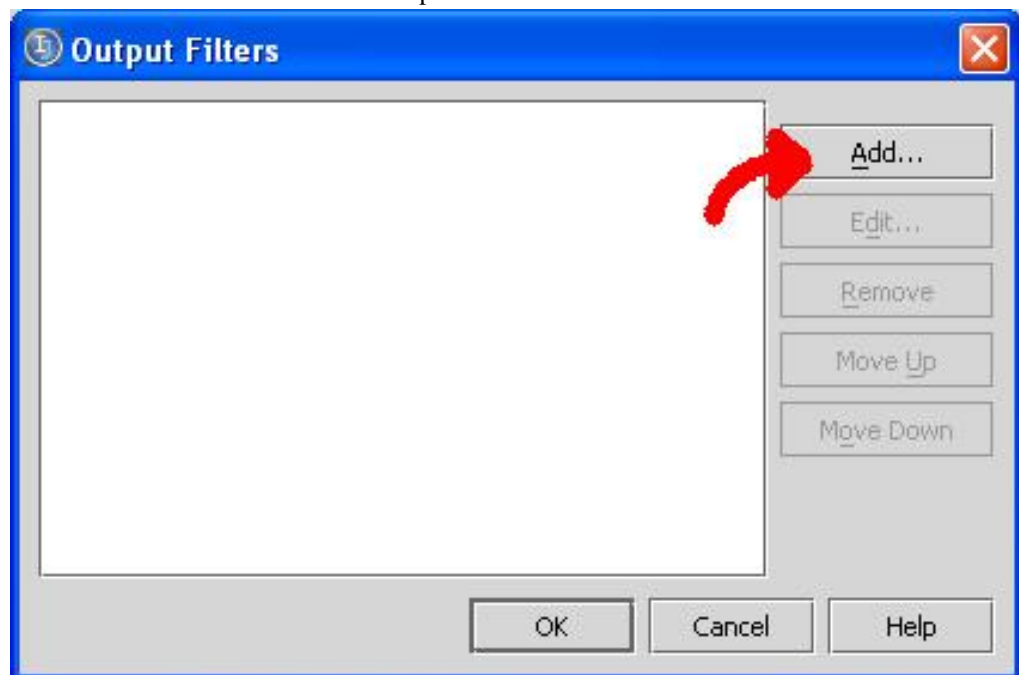 Output Filters
Add...
Edit...
Remove
Move Up
Move Down
OK
Cancel
Help